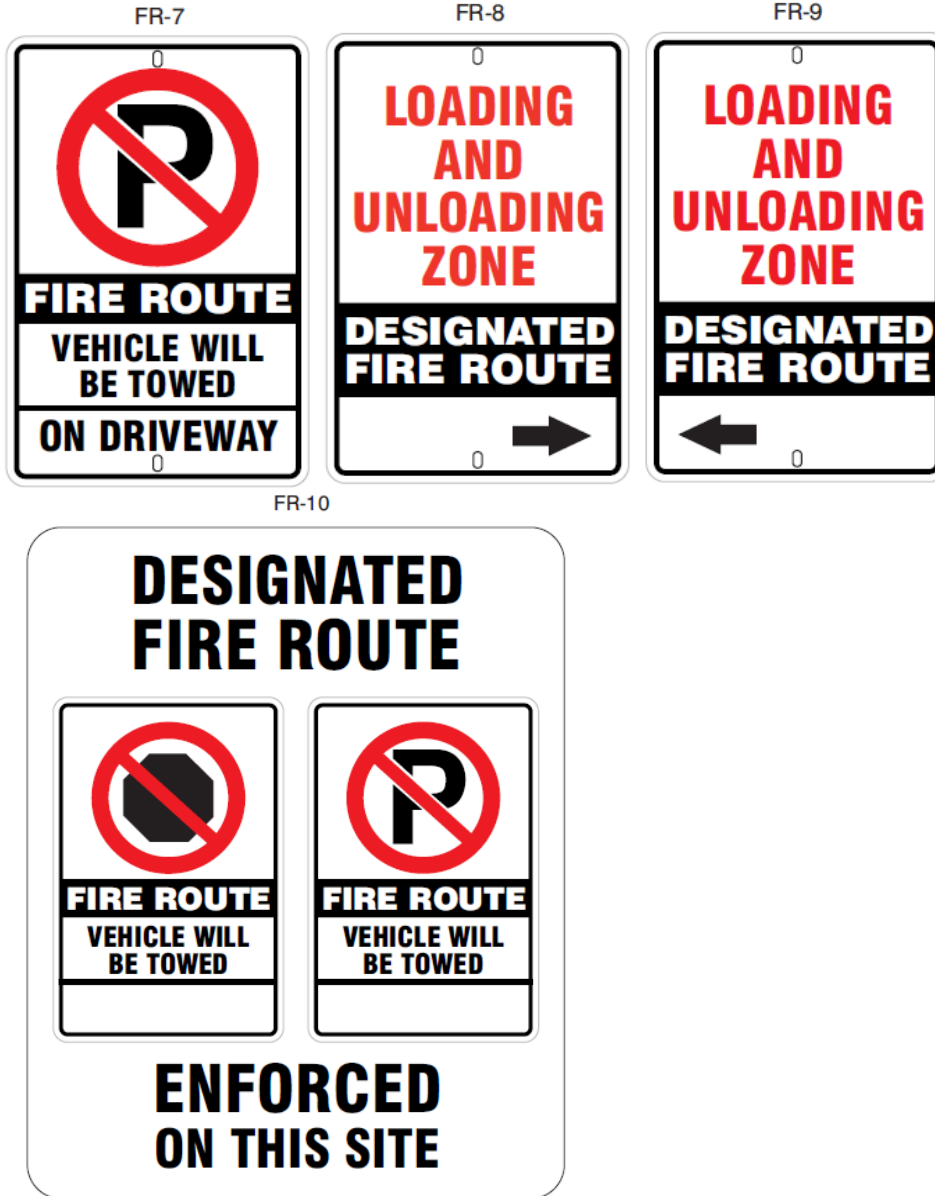 FR-7
P
FIRE ROUTE
VEHICLE WILL
BE TOWED
ON DRIVEWAY
FR-8
LOADING
AND
UNLOADING
ZONE
DESIGNATED
FIRE ROUTE
FR-9
LOADING
AND
UNLOADING
ZONE
DESIGNATED
FIRE ROUTE
FR-10
DESIGNATED
FIRE ROUTE
FIRE ROUTE
VEHICLE WILL
BE TOWED
P
FIRE ROUTE
VEHICLE WILL
BE TOWED
ENFORCED
ON THIS SITE